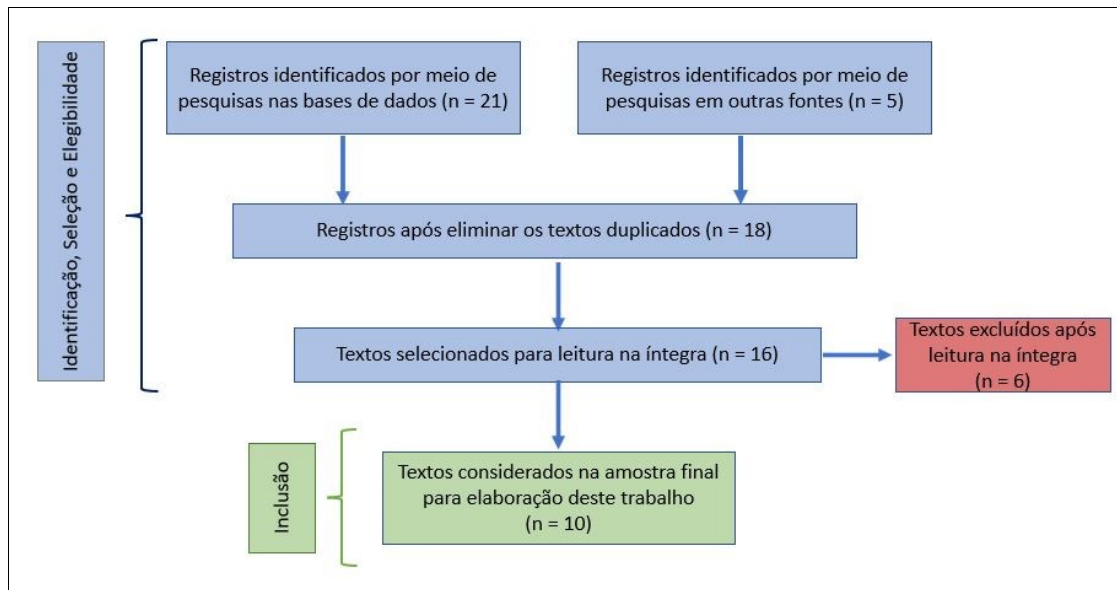 Identificação, Seleção e Elegibilidade
Registros identificados por meio de
pesquisas nas bases de dados (n = 21)
Registros identificados por meio de
pesquisas em outras fontes (n = 5)
Registros após eliminar os textos duplicados (n = 18)
Textos selecionados para leitura na íntegra (n = 16)
Textos excluídos após
leitura na íntegra
(n = 6)
Inclusão
Textos considerados na amostra final
para elaboração deste trabalho
(n = 10)